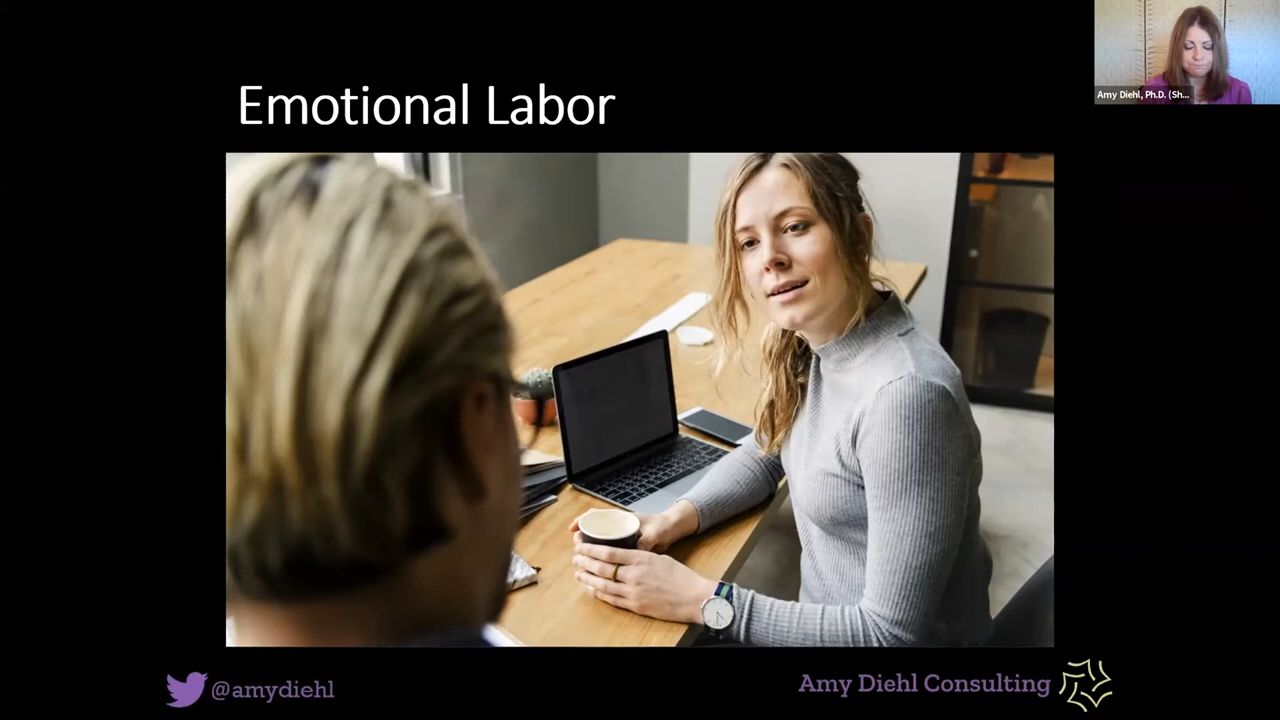 Emotional Labor
Amy Diehl, Ph.D. (Sh...
@amydiehl
Amy Diehl Consulting